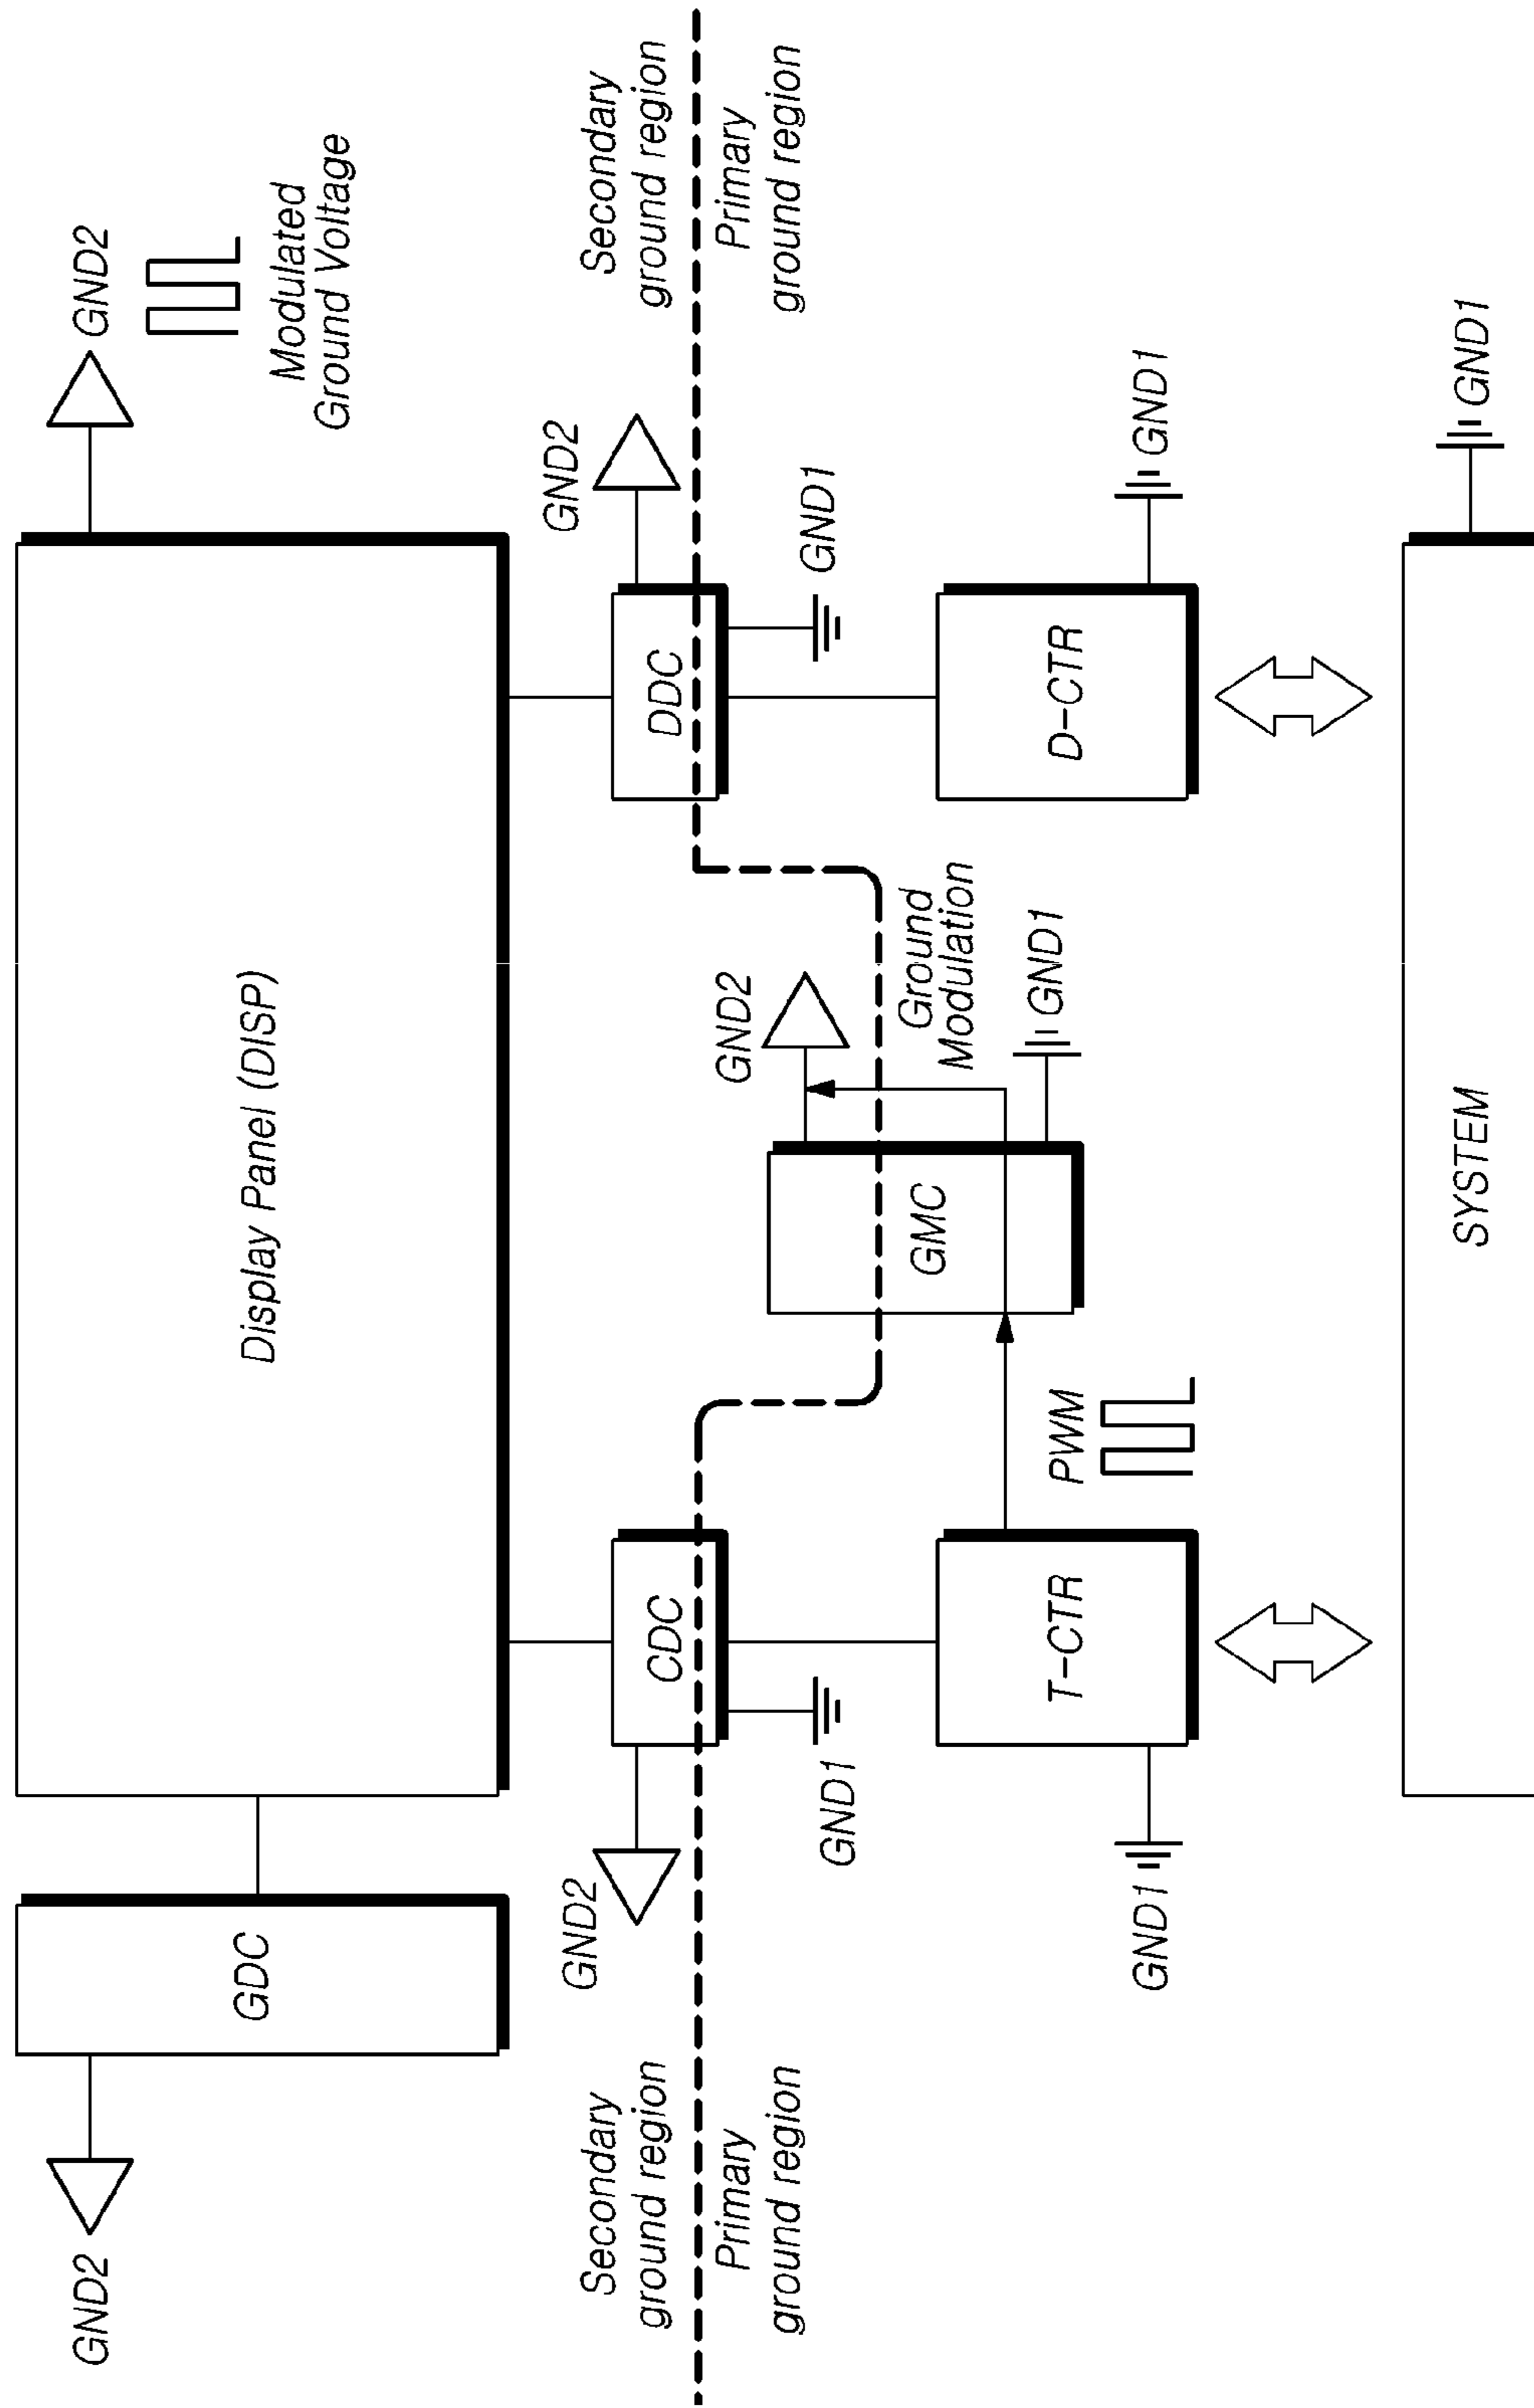 GND2
GDC
Display Panel (DISP)
GND2
Modulated
Ground Voltage
Secondary
ground region
Primary
ground region
GND2
CDC
GND1
GND2
DDC
GND1
Secondary
ground region
Primary
ground region
GND2
GMC
Ground
Modulation
GND1
PWM
GND1
T-CTR
D-CTR
GND1
SYSTEM
GND1